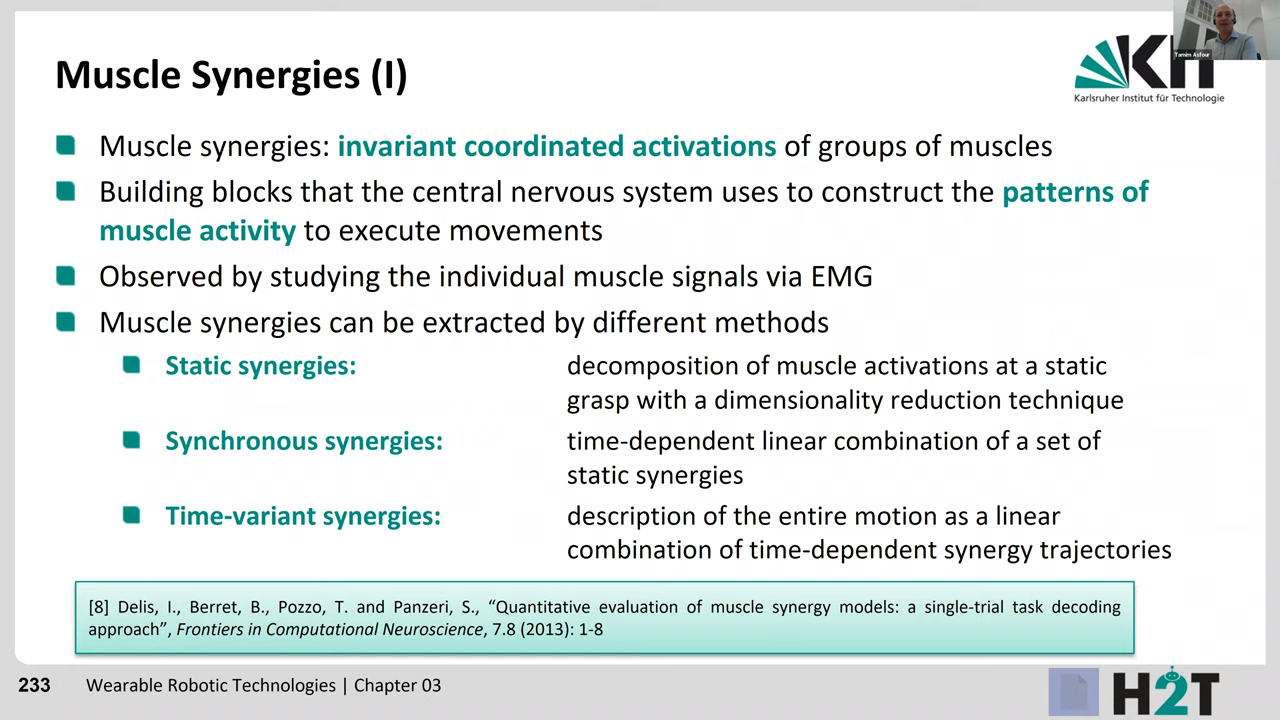 Muscle Synergies (I)
Tamim Asfour
KIT
Karlsruher Institut für Technologie
Muscle synergies: invariant coordinated activations of groups of muscles
Building blocks that the central nervous system uses to construct the patterns of
muscle activity to execute movements
Observed by studying the individual muscle signals via EMG
Muscle synergies can be extracted by different methods
Static synergies: decomposition of muscle activations at a static
grasp with a dimensionality reduction technique
Synchronous synergies: time-dependent linear combination of a set of
static synergies
Time-variant synergies: description of the entire motion as a linear
combination of time-dependent synergy trajectories
[8] Delis, I., Berret, B., Pozzo, T. and Panzeri, S., “Quantitative evaluation of muscle synergy models: a single-trial task decoding
approach”, Frontiers in Computational Neuroscience, 7.8 (2013): 1-8
233 Wearable Robotic Technologies | Chapter 03
H2T